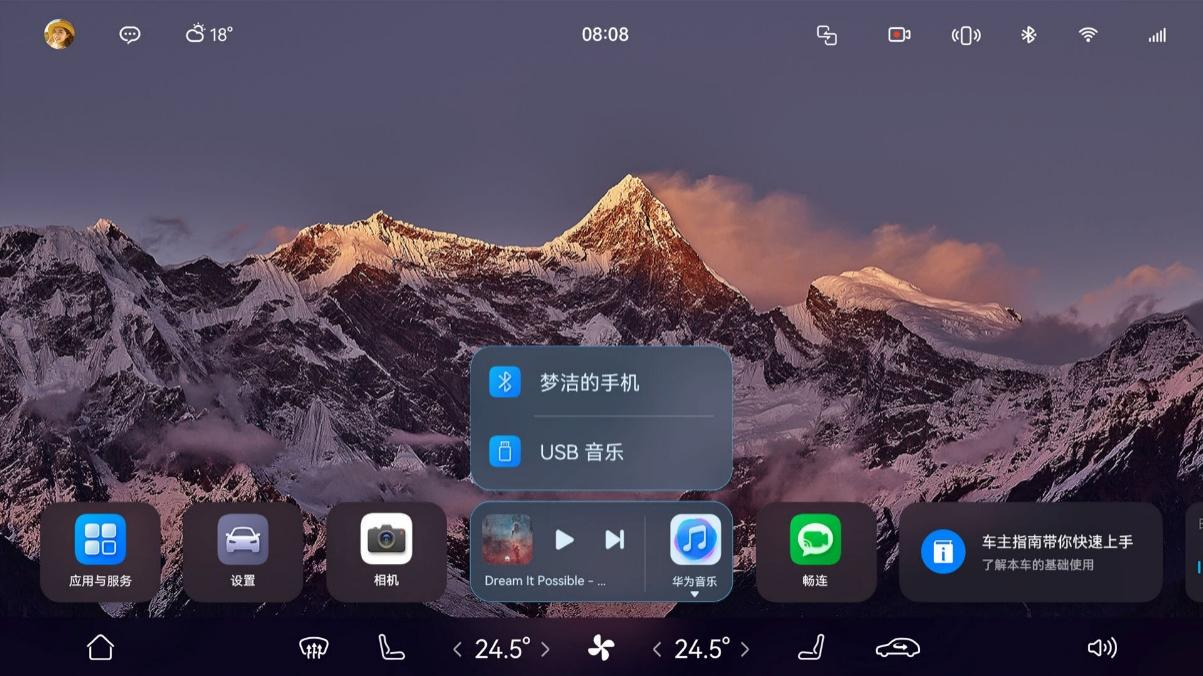 18°
08:08
梦洁的手机
USB 音乐
Dream It Possible - ...
应用与服务
设置
相机
华为音乐
畅连
车主指南带你快速上手
了解本车的基础使用
24.5°
24.5°